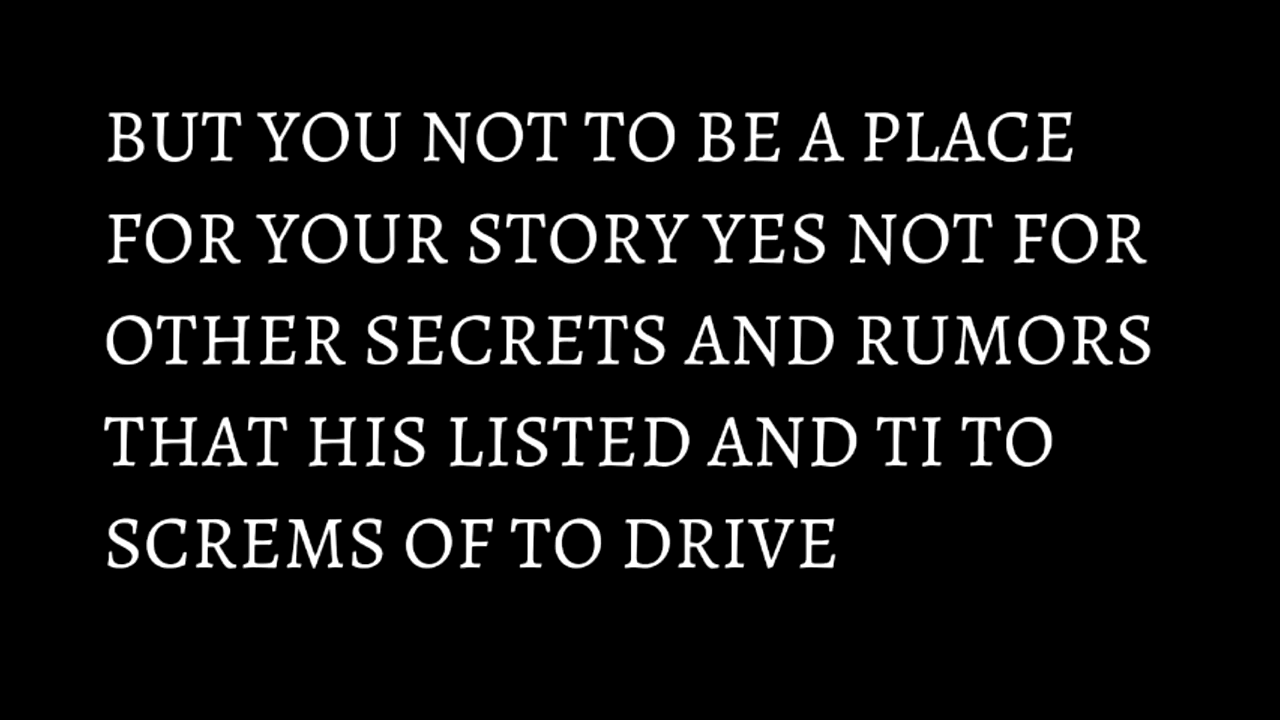 BUT YOU NOT TO BE A PLACE
FOR YOUR STORY YES NOT FOR
OTHER SECRETS AND RUMORS
THAT HIS LISTED AND TI TO
SCREMS OF TO DRIVE